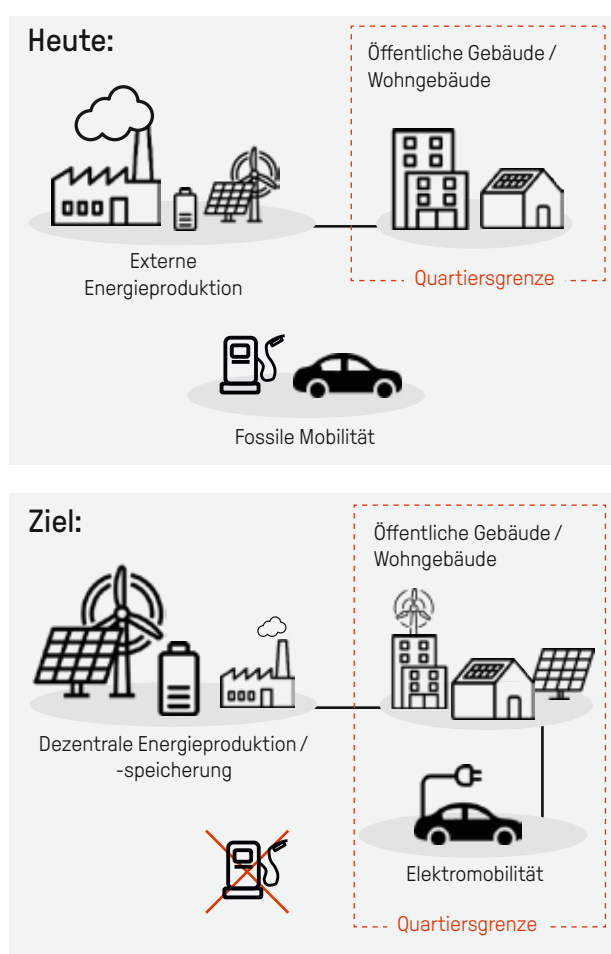 Heute:
Öffentliche Gebäude /
Wohngebäude
Externe
Energieproduktion
Quartiersgrenze
Fossile Mobilität
Ziel:
Öffentliche Gebäude /
Wohngebäude
Dezentrale Energieproduktion /
-speicherung
Elektromobilität
Quartiersgrenze